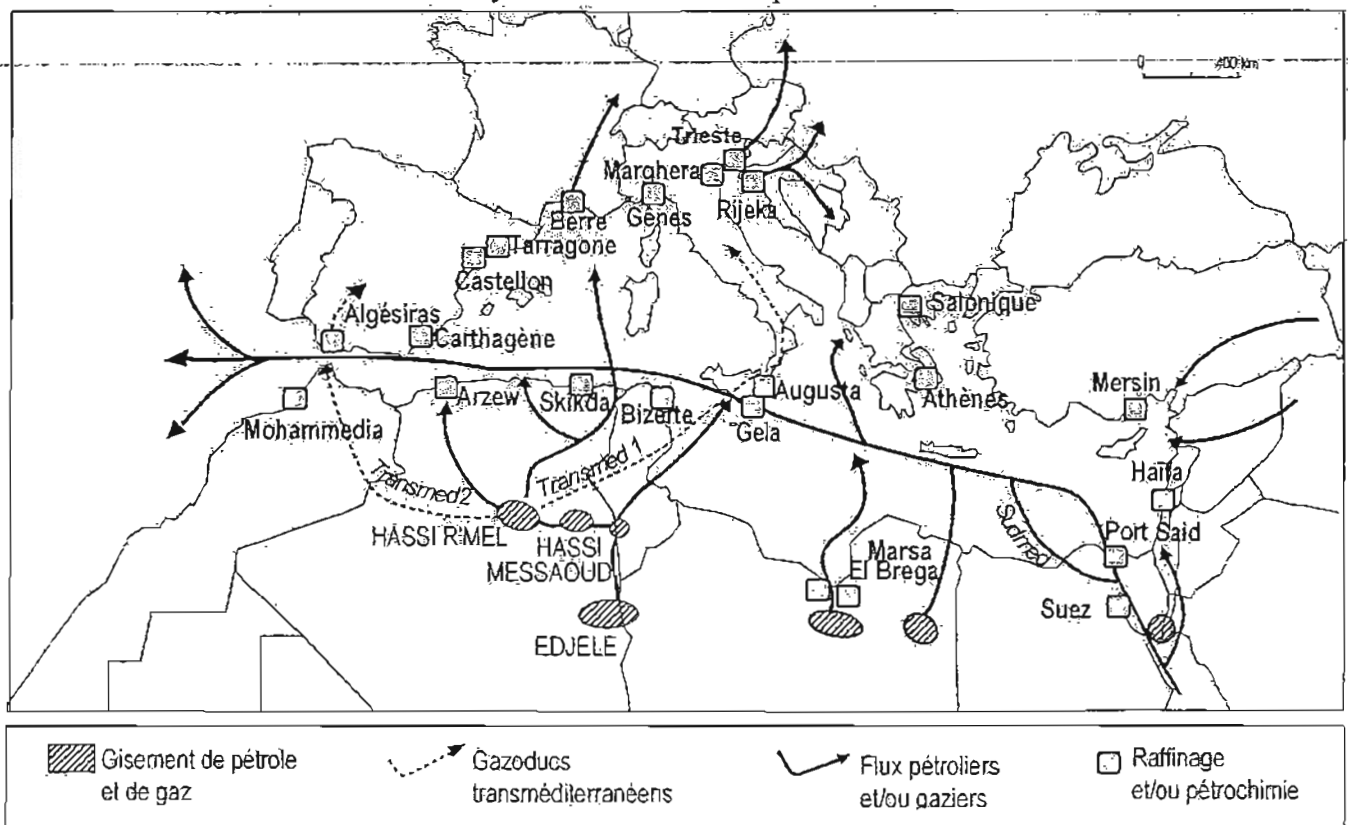 0 400 km
Trieste
Marghera
Rijeka
Gênes
Berre
Tarragone
Castellon
Algésiras
Carthagène
Salonique
Athènes
Mersin
Augusta
Gela
Arzew
Skikda
Bizerte
Mohammedia
Transmed 1
Transmed2
HASSI R'MEL
HASSI
MESSAOUD
EDJELE
Marsa
El Brega
Haïfa
Port Said
Sudmed
Suez
Gisement de pétrole
et de gaz
Gazoducs
transméditerranéens
Flux pétroliers
et/ou gaziers
Raffinage
et/ou pétrochimie